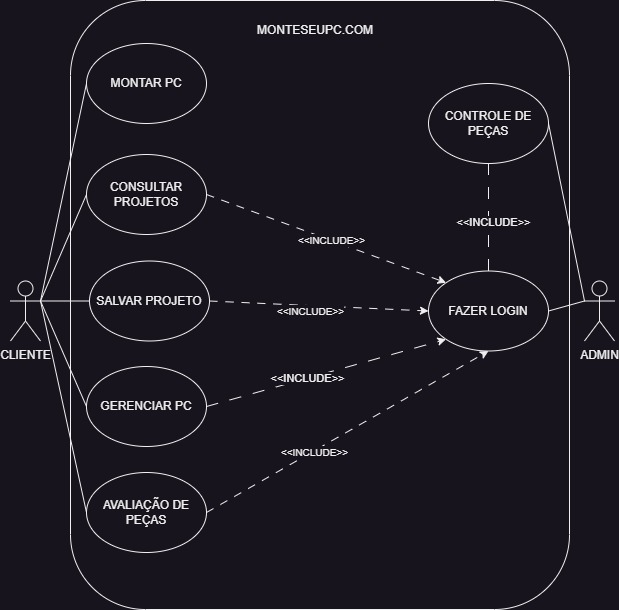 MONTESEUPC.COM
MONTAR PC
CONTROLE DE
PEÇAS
CONSULTAR
PROJETOS
<<INCLUDE>>
<<INCLUDE>>
SALVAR PROJETO
<<INCLUDE>>
FAZER LOGIN
CLIENTE
ADMIN
GERENCIAR PC
<<INCLUDE>>
<<INCLUDE>>
AVALIAÇÃO DE
PEÇAS